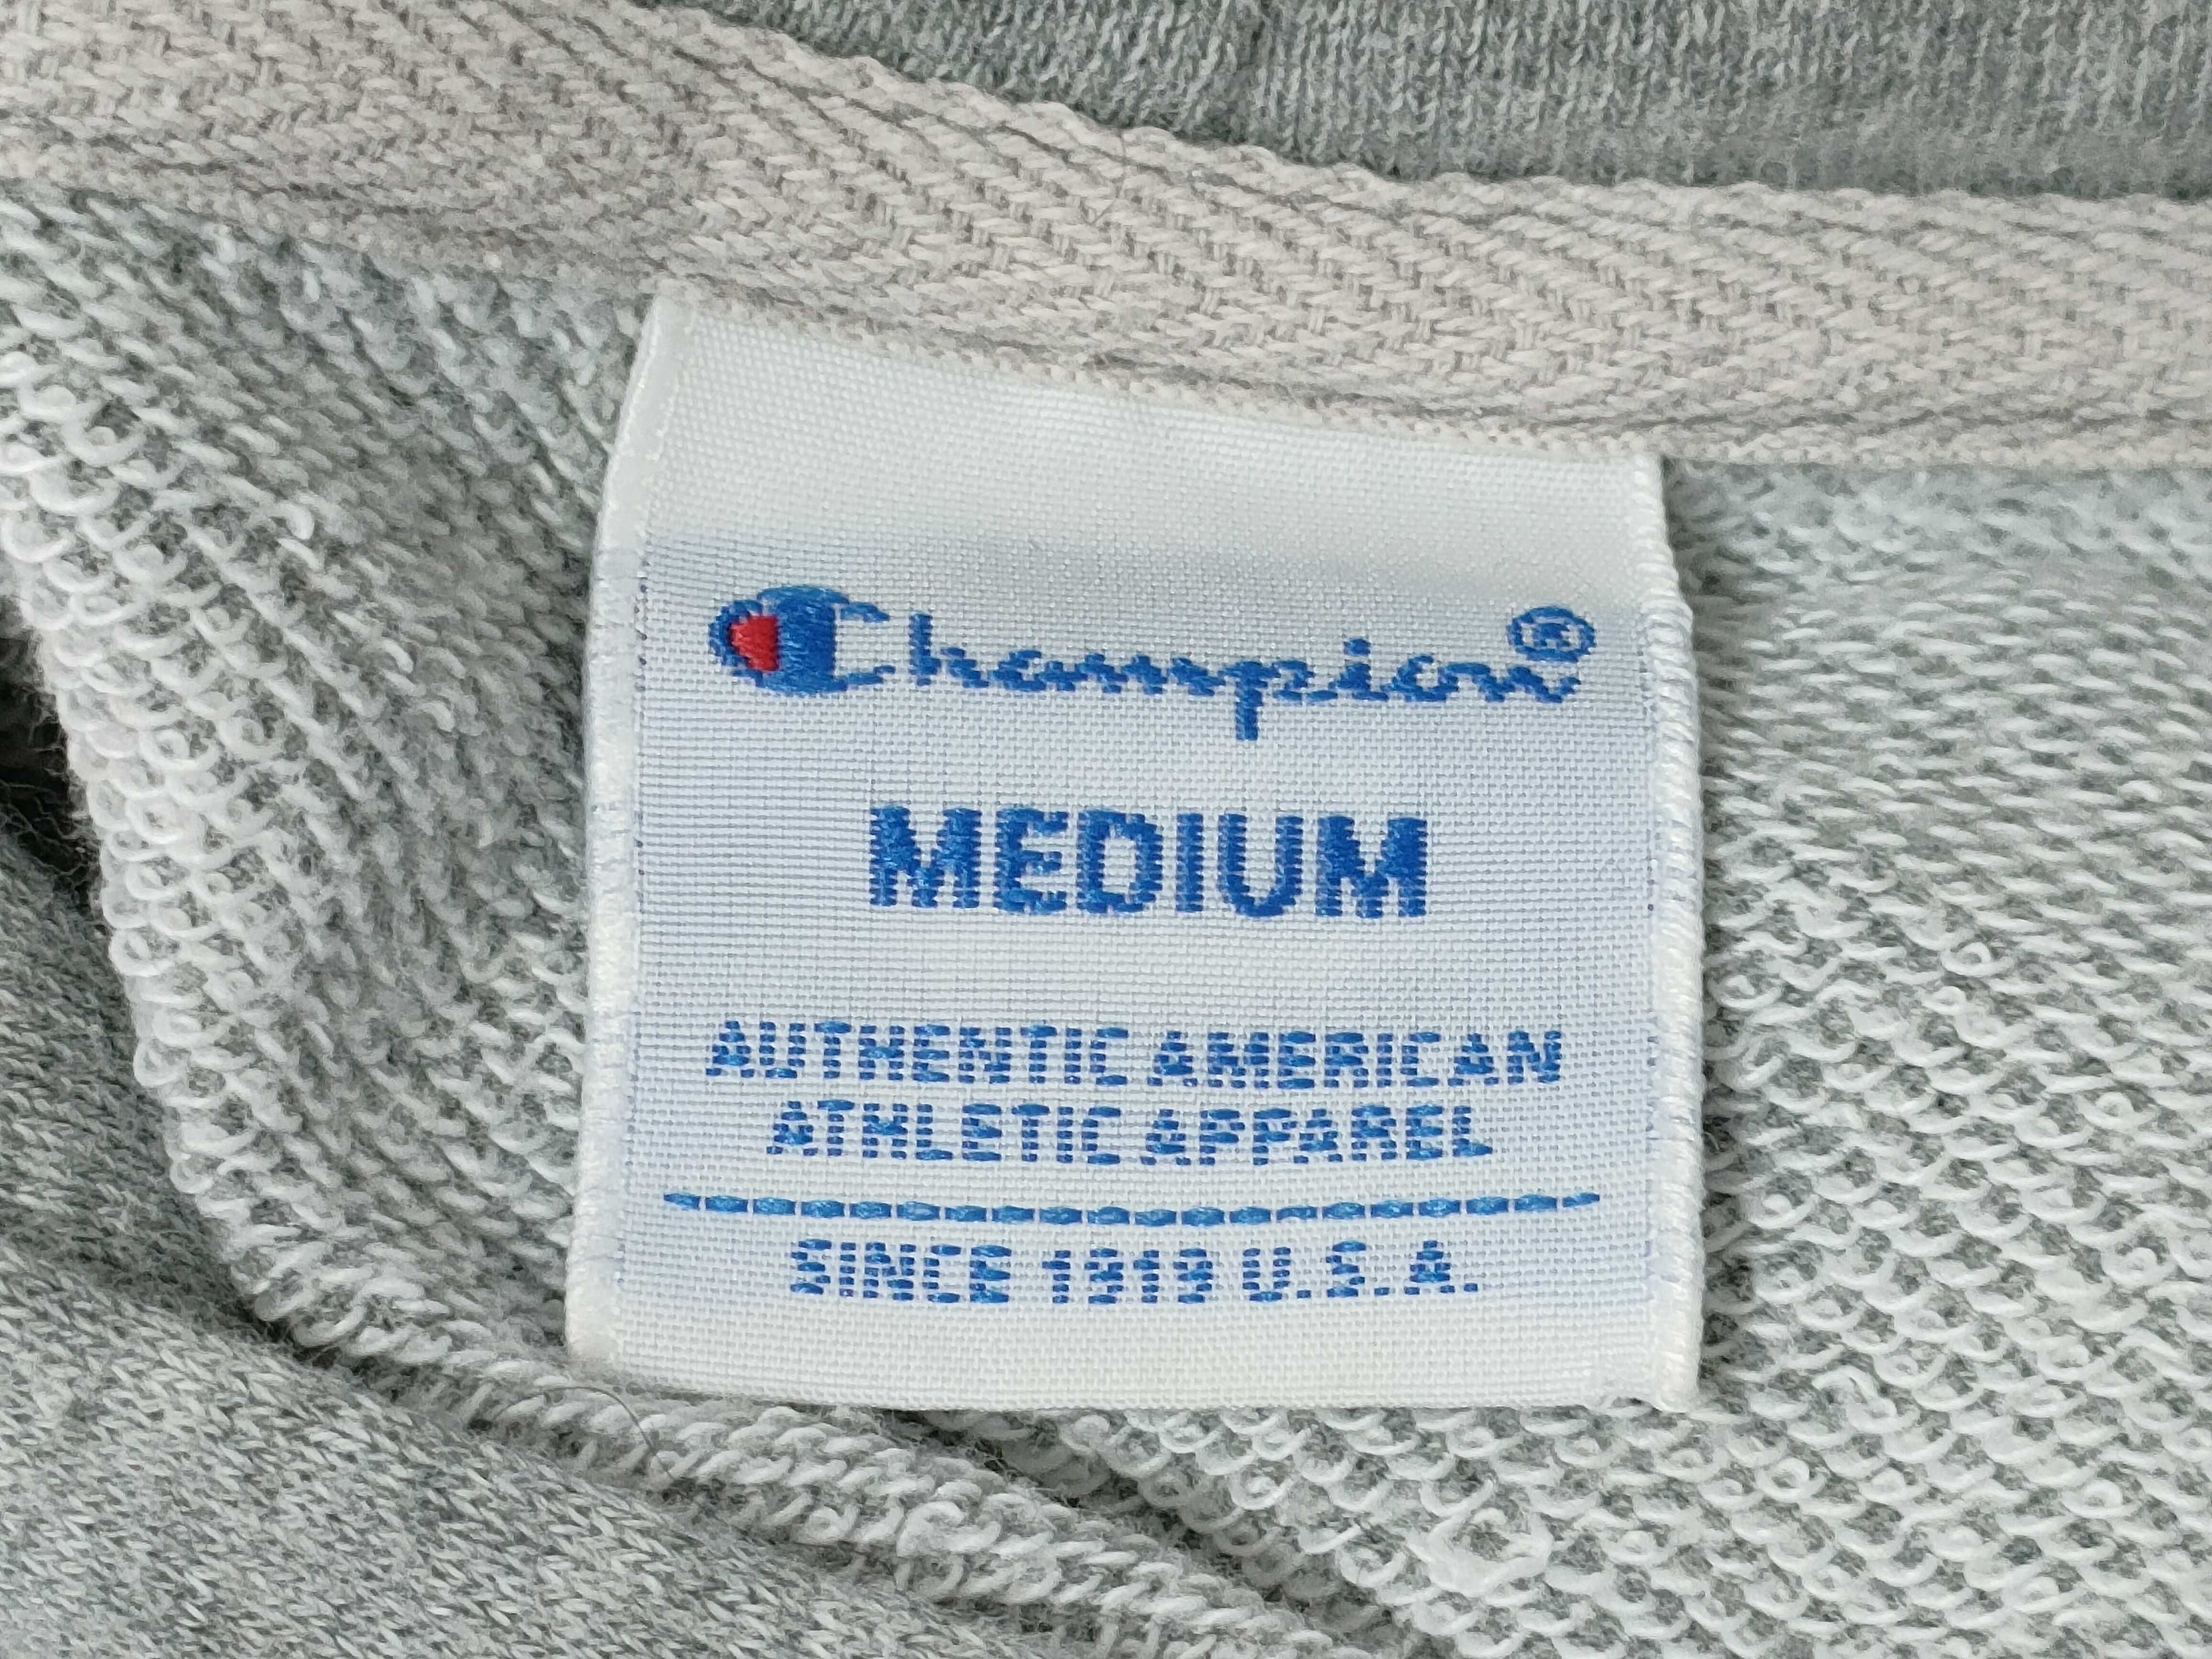 Champion®
MEDIUM
AUTHENTIC AMERICAN
ATHLETIC APPAREL
SINCE 1919 U.S.A.